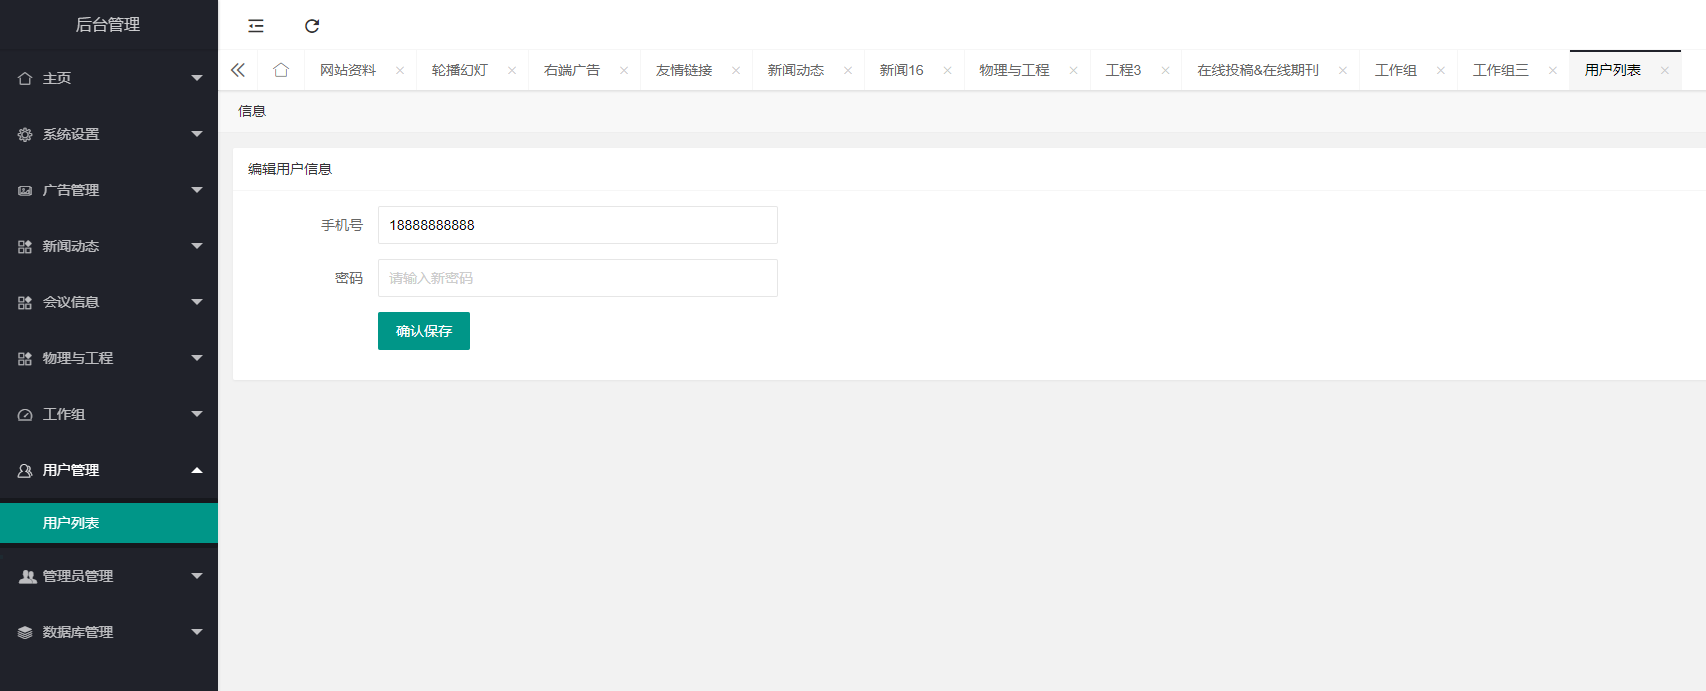 后台管理
主页
系统设置
广告管理
新闻动态
会议信息
物理与工程
工作组
用户管理
用户列表
管理员管理
数据库管理
网站资料 轮播幻灯 右端广告 友情链接 新闻动态 新闻16 物理与工程 工程3 在线投稿&在线期刊 工作组 工作组三 用户列表
信息
编辑用户信息
手机号 18888888888
密码 请输入新密码
确认保存